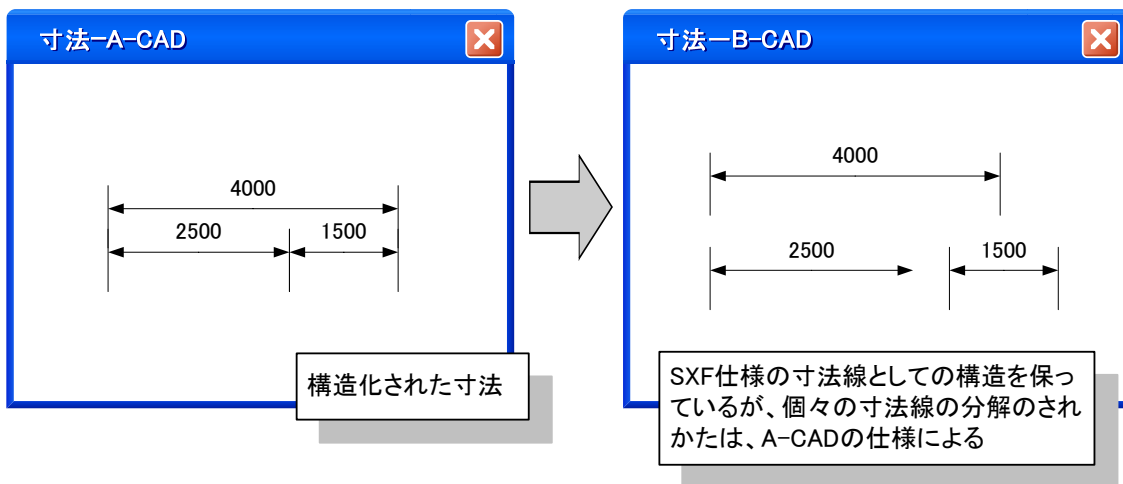 寸法-A-CAD
4000
2500 1500
構造化された寸法
寸法－B-CAD
4000
2500 1500
SXF仕様の寸法線としての構造を保っ
ているが、個々の寸法線の分解のされ
かたは、A-CADの仕様による